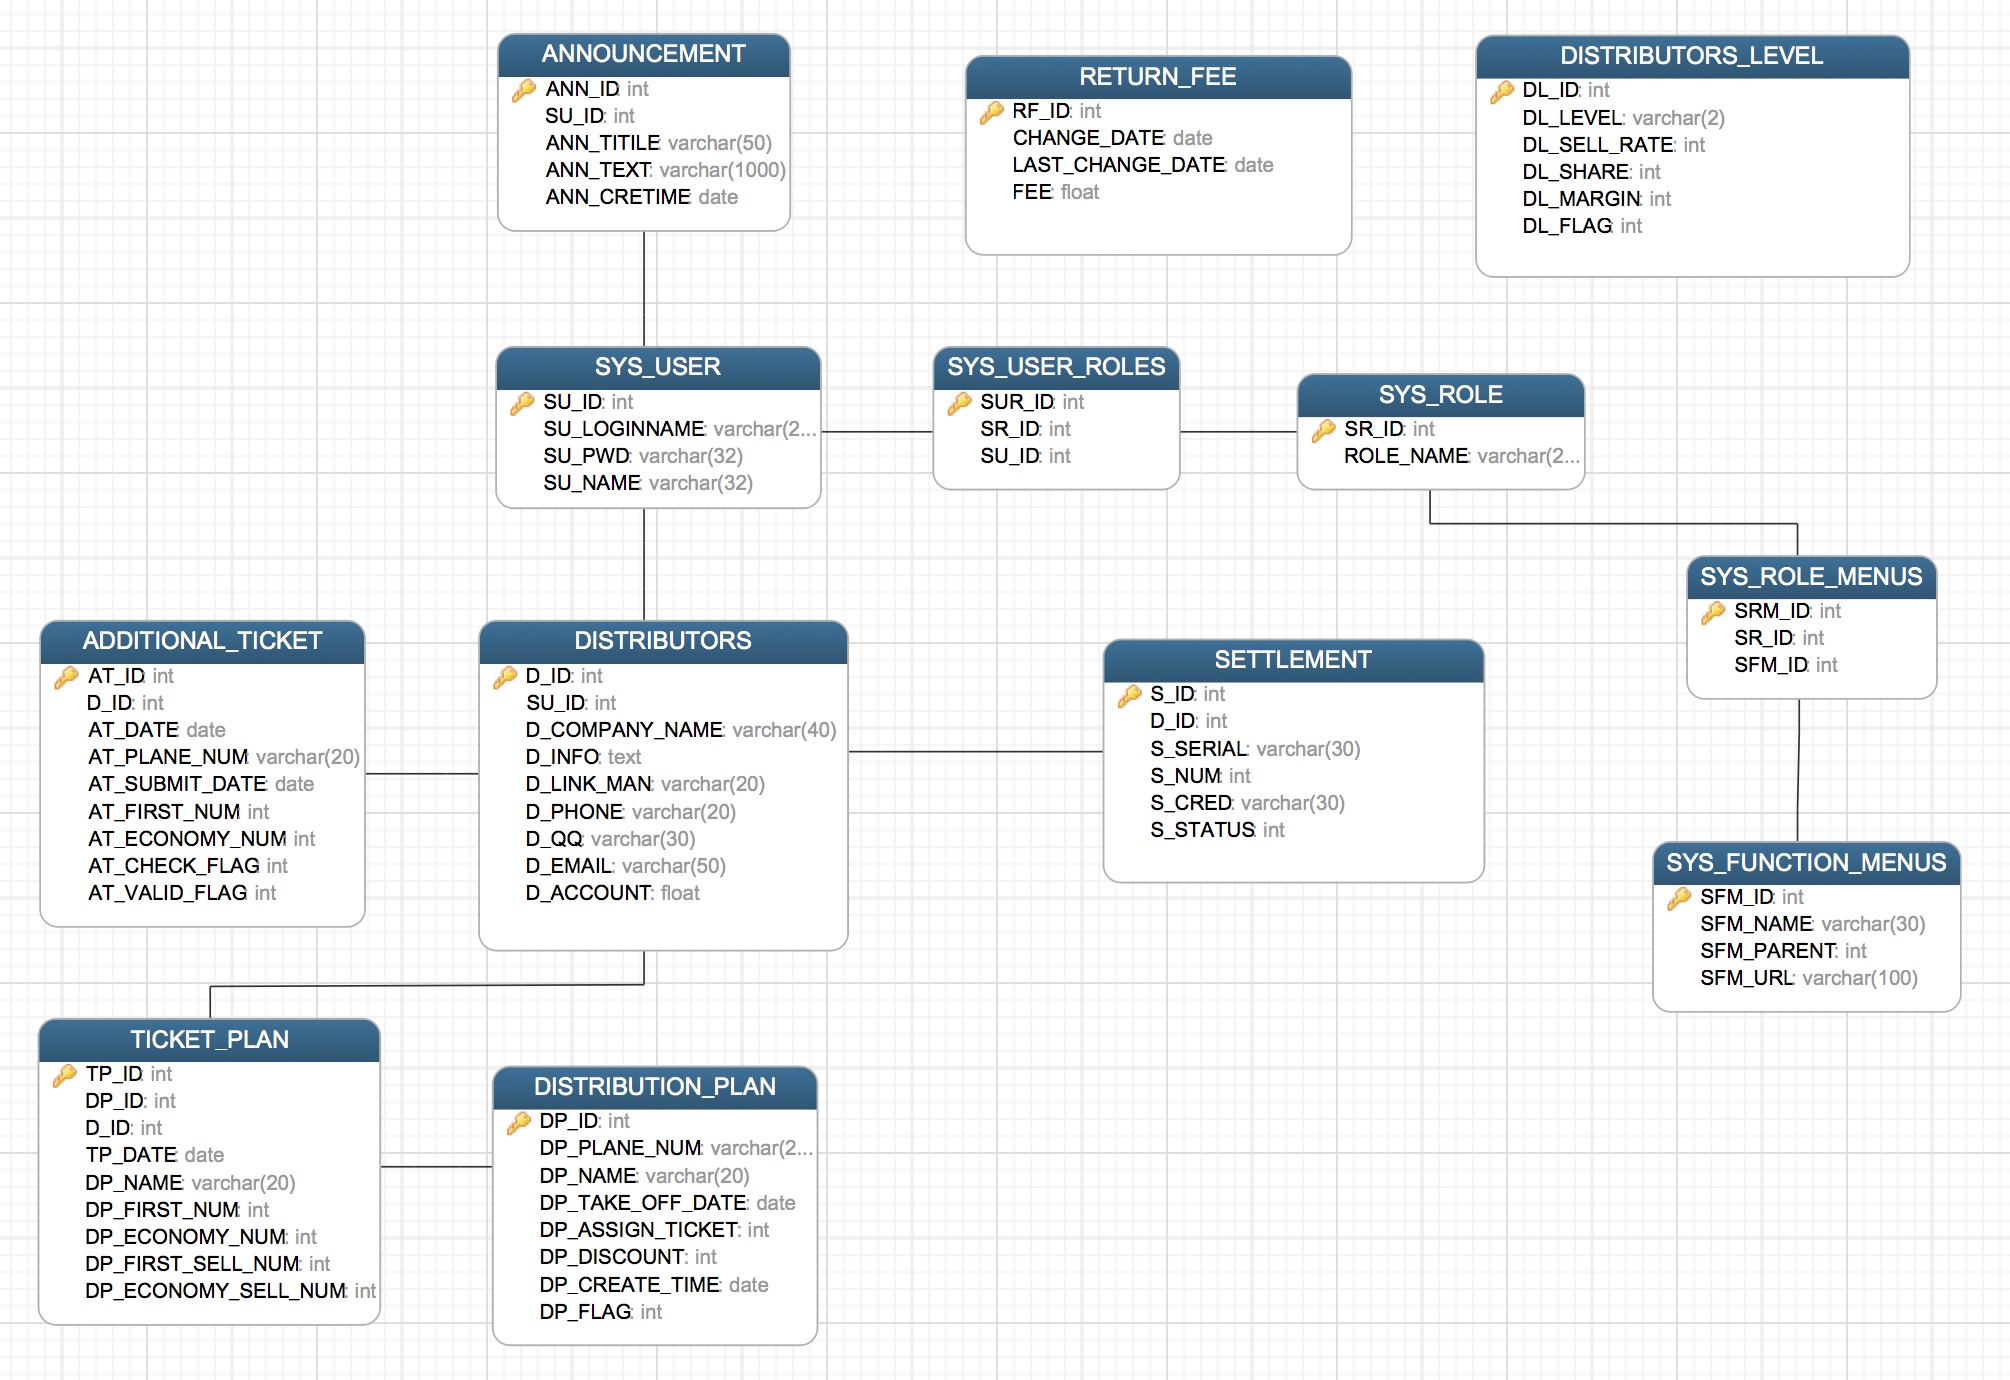 ANNOUNCEMENT
ANN_ID: int
SU_ID: int
ANN_TITILE: varchar(50)
ANN_TEXT: varchar(1000)
ANN_CRETIME: date
RETURN_FEE
RF_ID: int
CHANGE_DATE: date
LAST_CHANGE_DATE: date
FEE: float
DISTRIBUTORS_LEVEL
DL_ID: int
DL_LEVEL: varchar(2)
DL_SELL_RATE: int
DL_SHARE: int
DL_MARGIN: int
DL_FLAG: int
SYS_USER
SU_ID: int
SU_LOGINNAME: varchar(2...
SU_PWD: varchar(32)
SU_NAME: varchar(32)
SYS_USER_ROLES
SUR_ID: int
SR_ID: int
SU_ID: int
SYS_ROLE
SR_ID: int
ROLE_NAME: varchar(2...
SYS_ROLE_MENUS
SRM_ID: int
SR_ID: int
SFM_ID: int
ADDITIONAL_TICKET
AT_ID: int
D_ID: int
AT_DATE: date
AT_PLANE_NUM: varchar(20)
AT_SUBMIT_DATE: date
AT_FIRST_NUM: int
AT_ECONOMY_NUM: int
AT_CHECK_FLAG: int
AT_VALID_FLAG: int
DISTRIBUTORS
D_ID: int
SU_ID: int
D_COMPANY_NAME: varchar(40)
D_INFO: text
D_LINK_MAN: varchar(20)
D_PHONE: varchar(20)
D_QQ: varchar(30)
D_EMAIL: varchar(50)
D_ACCOUNT: float
SETTLEMENT
S_ID: int
D_ID: int
S_SERIAL: varchar(30)
S_NUM: int
S_CRED: varchar(30)
S_STATUS: int
SYS_FUNCTION_MENUS
SFM_ID: int
SFM_NAME: varchar(30)
SFM_PARENT: int
SFM_URL: varchar(100)
TICKET_PLAN
TP_ID: int
DP_ID: int
D_ID: int
TP_DATE: date
DP_NAME: varchar(20)
DP_FIRST_NUM: int
DP_ECONOMY_NUM: int
DP_FIRST_SELL_NUM: int
DP_ECONOMY_SELL_NUM: int
DISTRIBUTION_PLAN
DP_ID: int
DP_PLANE_NUM: varchar(2...
DP_NAME: varchar(20)
DP_TAKE_OFF_DATE: date
DP_ASSIGN_TICKET: int
DP_DISCOUNT: int
DP_CREATE_TIME: date
DP_FLAG: int